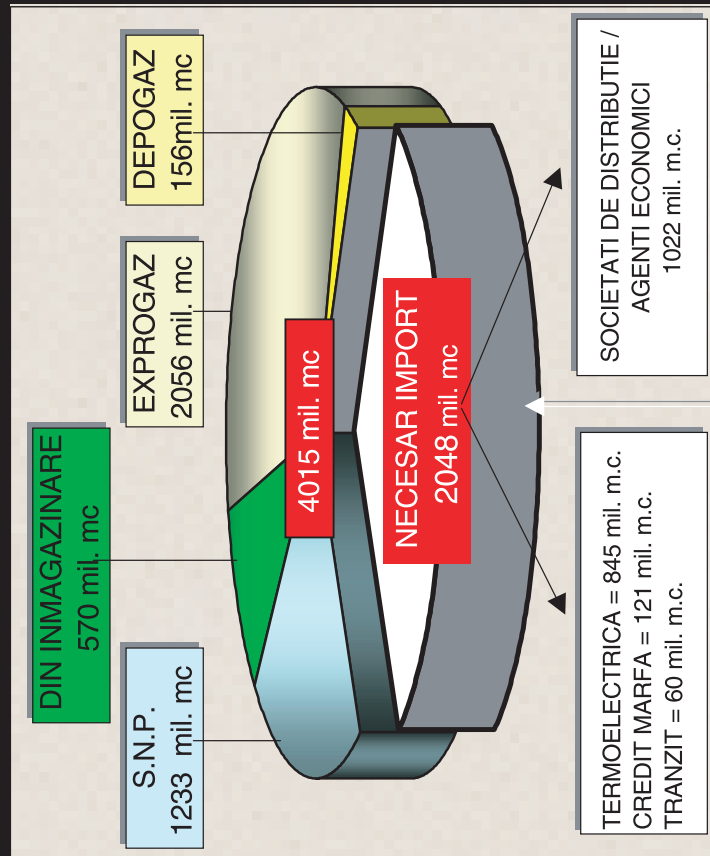 DIN INMAGAZINARE
570 mil. mc
S.N.P.
1233 mil. mc
EXPROGAZ
2056 mil. mc
DEPOGAZ
156mil. mc
4015 mil. mc
NECESAR IMPORT
2048 mil. mc
TERMOELECTRICA = 845 mil. m.c.
CREDIT MARFA = 121 mil. m.c.
TRANZIT = 60 mil. m.c.
SOCIETATI DE DISTRIBUTIE /
AGENTI ECONOMICI
1022 mil. m.c.